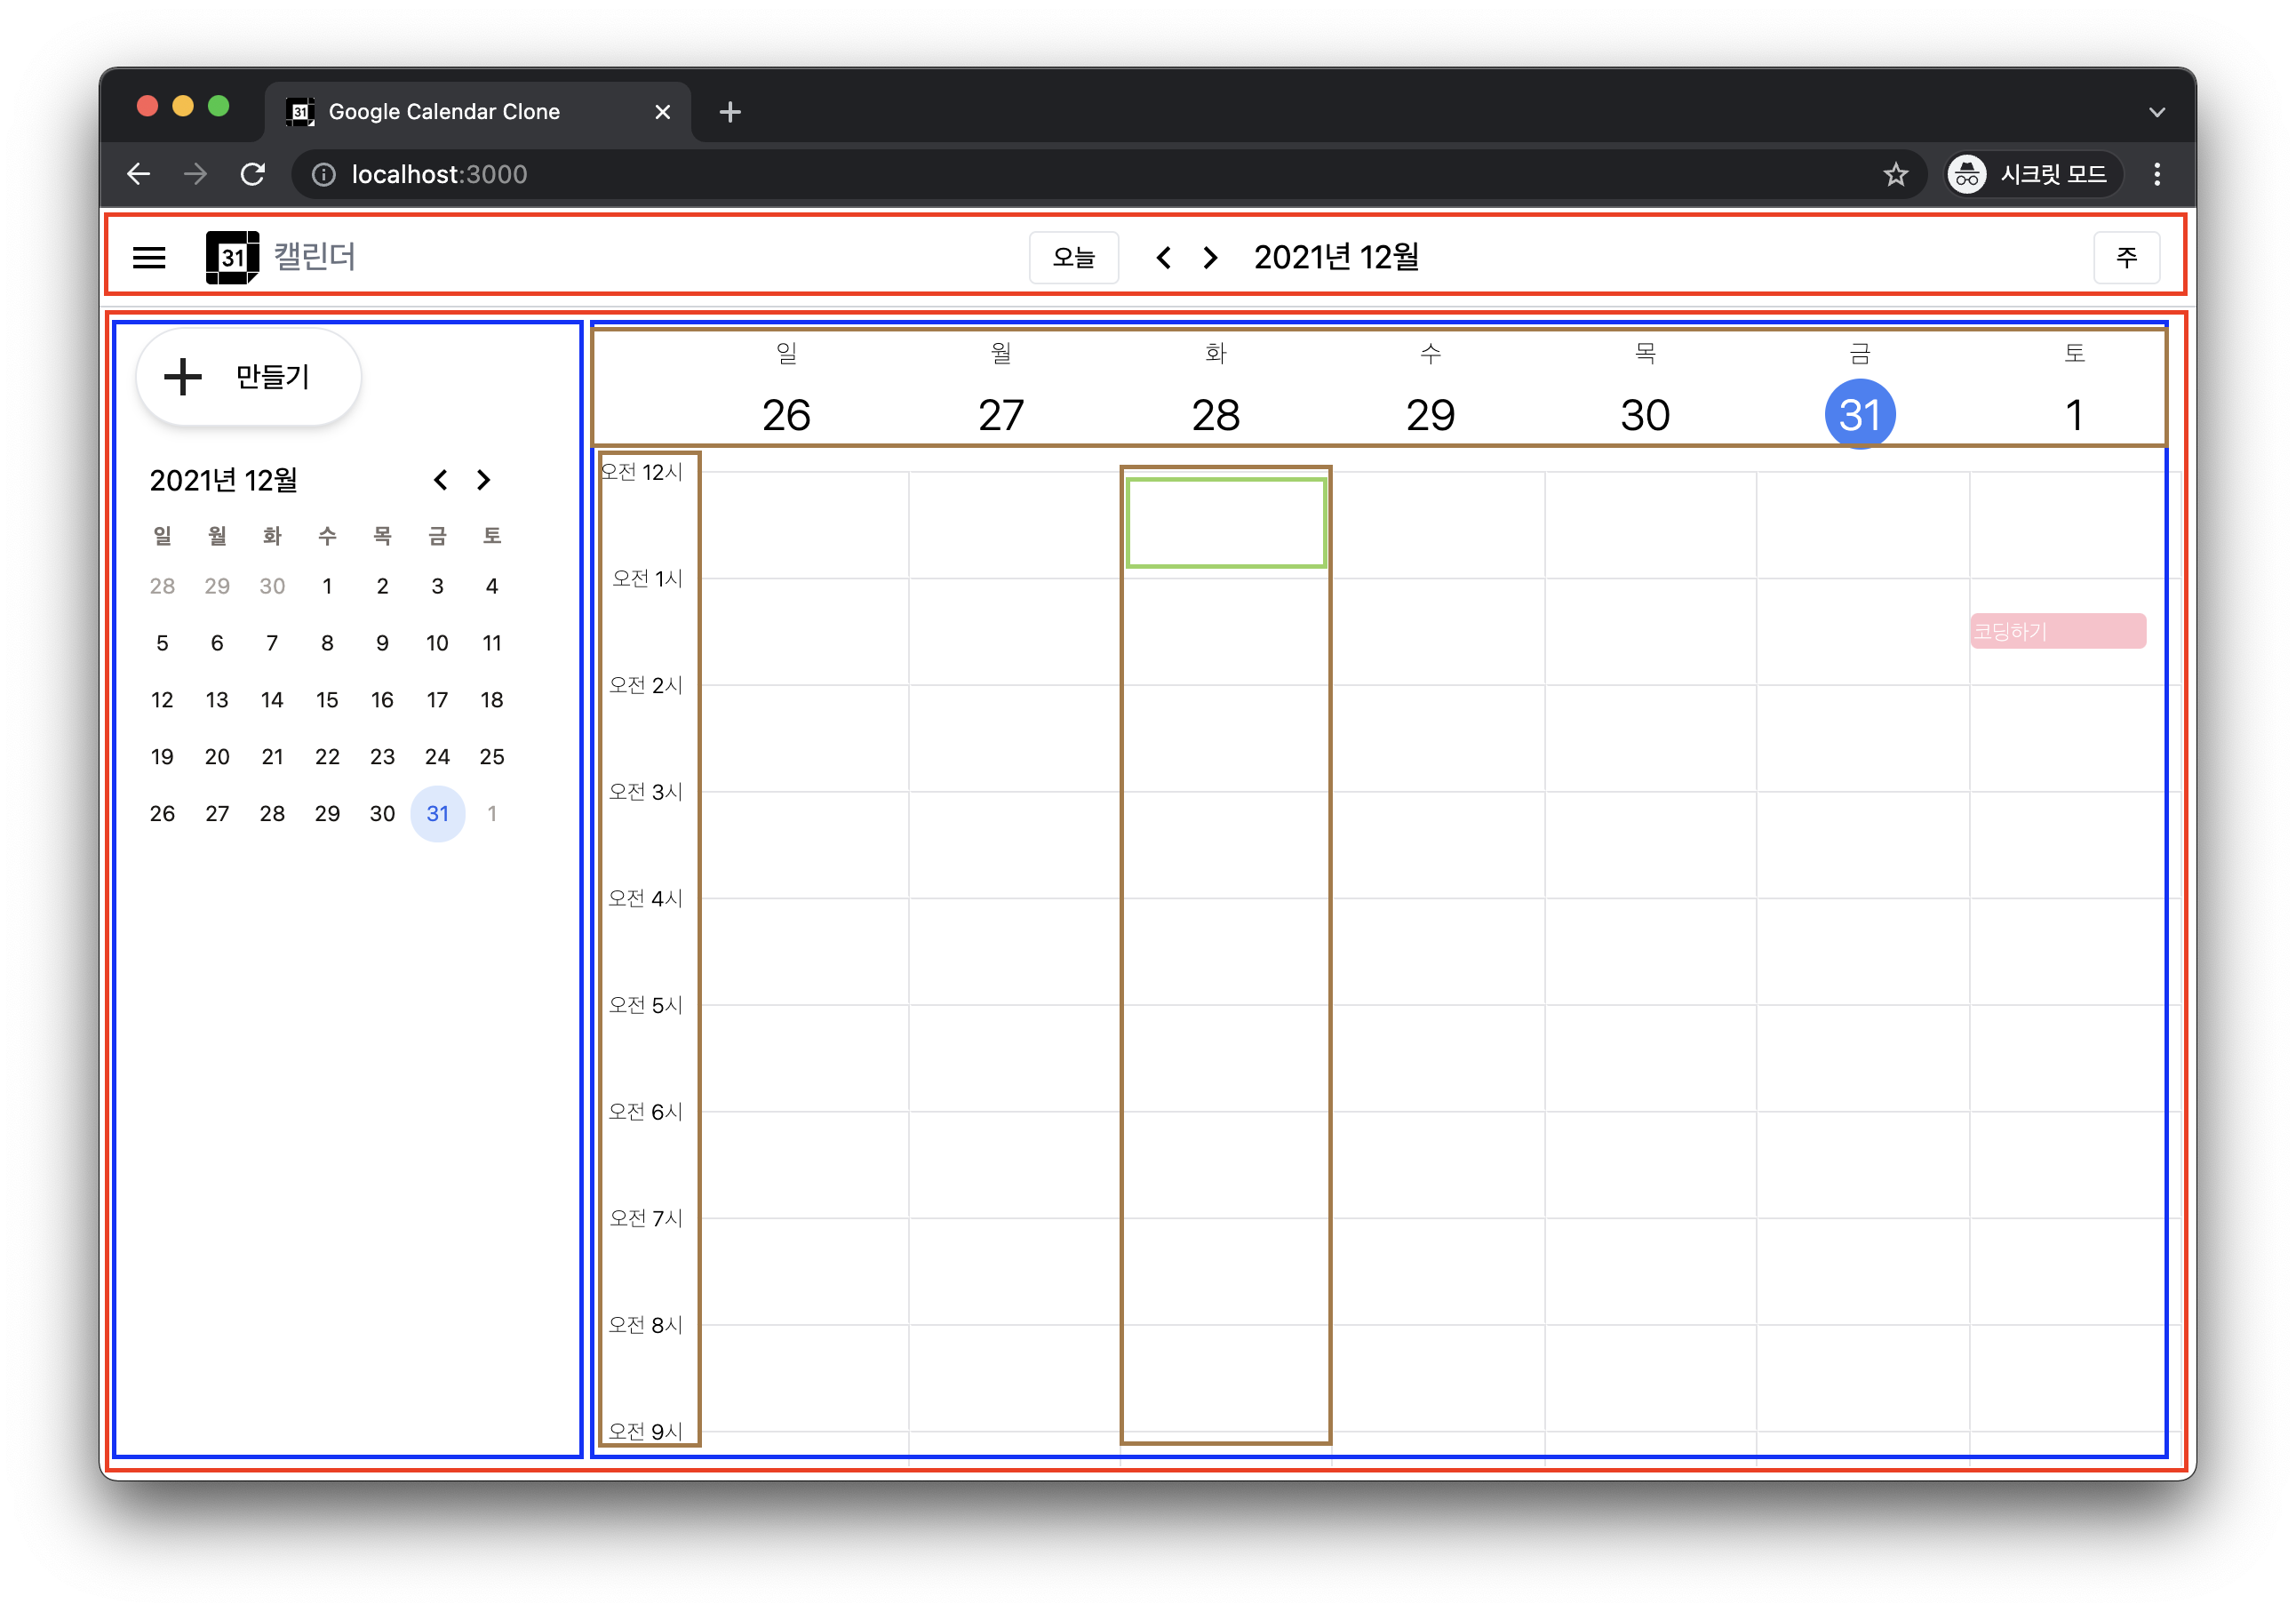 31 Google Calendar Clone
localhost:3000
시크릿 모드
31 캘린더
오늘
2021년 12월
주
만들기
2021년 12월
일 월 화 수 목 금 토
28 29 30 1 2 3 4
5 6 7 8 9 10 11
12 13 14 15 16 17 18
19 20 21 22 23 24 25
26 27 28 29 30 31 1
일 월 화 수 목 금 토
26 27 28 29 30 31 1
오전 12시
오전 1시
코딩하기
오전 2시
오전 3시
오전 4시
오전 5시
오전 6시
오전 7시
오전 8시
오전 9시